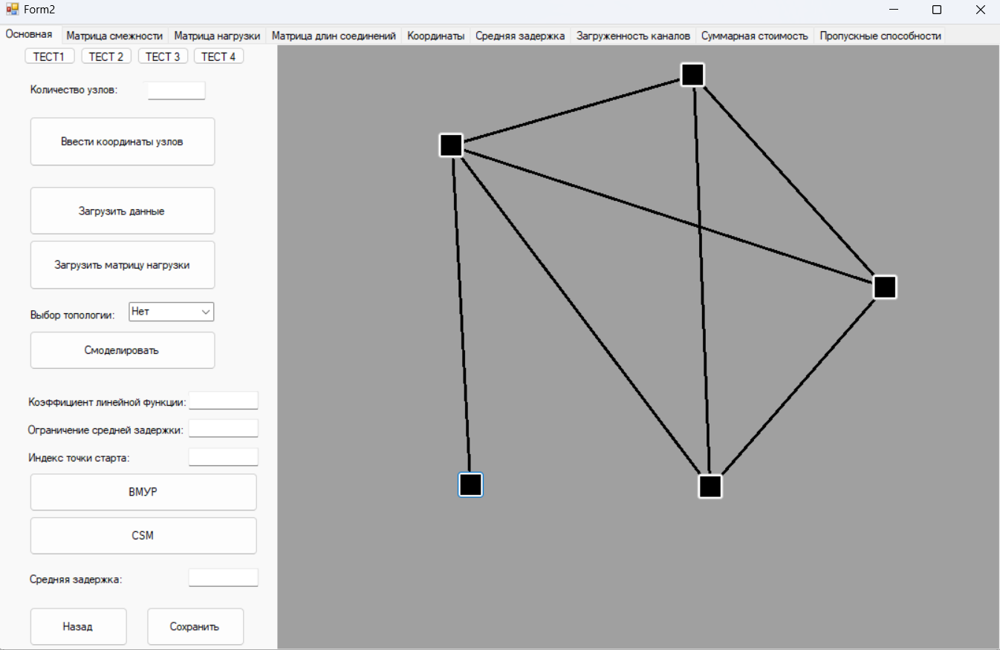 Form2
Основная Матрица смежности Матрица нагрузки Матрица длин соединений Координаты Средняя задержка Загруженность каналов Суммарная стоимость Пропускные способности
ТЕСТ1 ТЕСТ 2 ТЕСТ 3 ТЕСТ 4
Количество узлов:
Ввести координаты узлов
Загрузить данные
Загрузить матрицу нагрузки
Выбор топологии: Нет
Смоделировать
Коэффициент линейной функции:
Ограничение средней задержки:
Индекс точки старта:
ВМУР
CSM
Средняя задержка:
Назад Сохранить